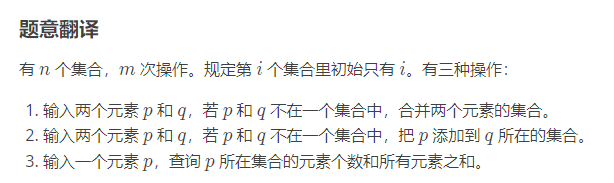 题意翻译
有 n 个集合，m 次操作。规定第 i 个集合里初始只有 i。有三种操作：
1. 输入两个元素 p 和 q，若 p 和 q 不在一个集合中，合并两个元素的集合。
2. 输入两个元素 p 和 q，若 p 和 q 不在一个集合中，把 p 添加到 q 所在的集合。
3. 输入一个元素 p，查询 p 所在集合的元素个数和所有元素之和。